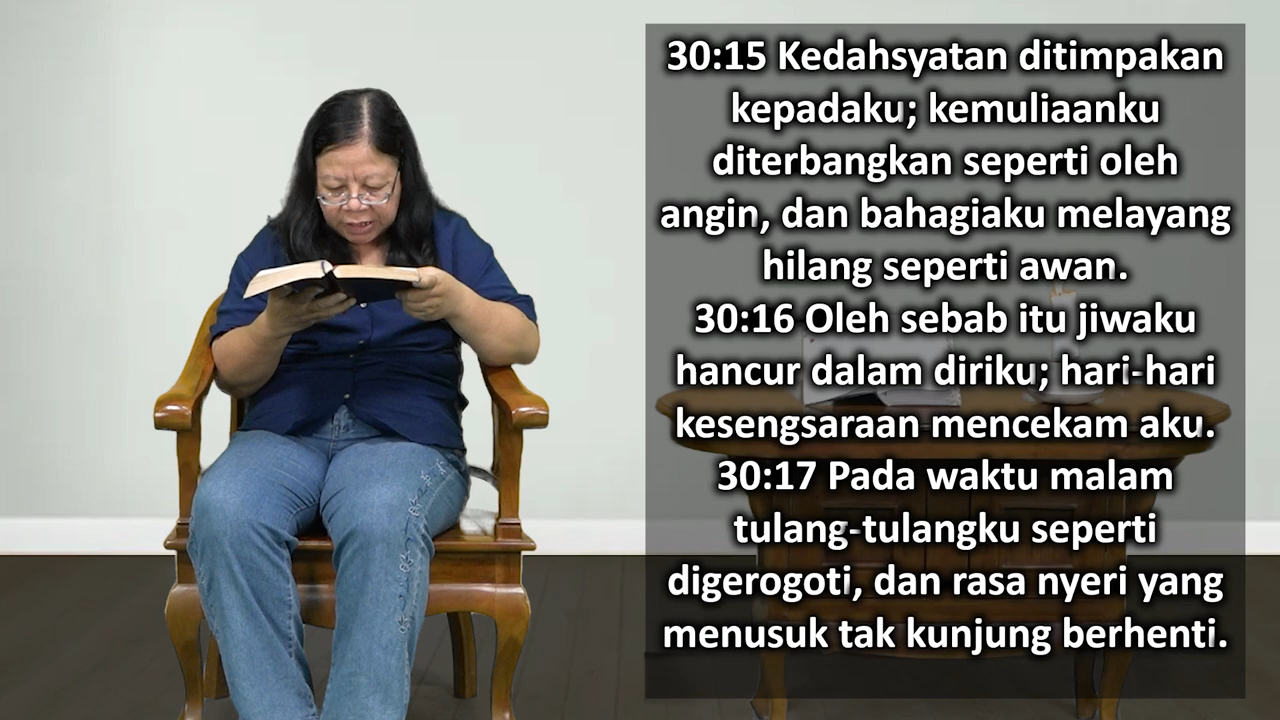 30:15 Kedahsyatan ditimpakan
kepadaku; kemuliaanku
diterbangkan seperti oleh
angin, dan bahagiaku melayang
hilang seperti awan.
30:16 Oleh sebab itu jiwaku
hancur dalam diriku; hari-hari
kesengsaraan mencekam aku.
30:17 Pada waktu malam
tulang-tulangku seperti
digerogoti, dan rasa nyeri yang
menusuk tak kunjung berhenti.